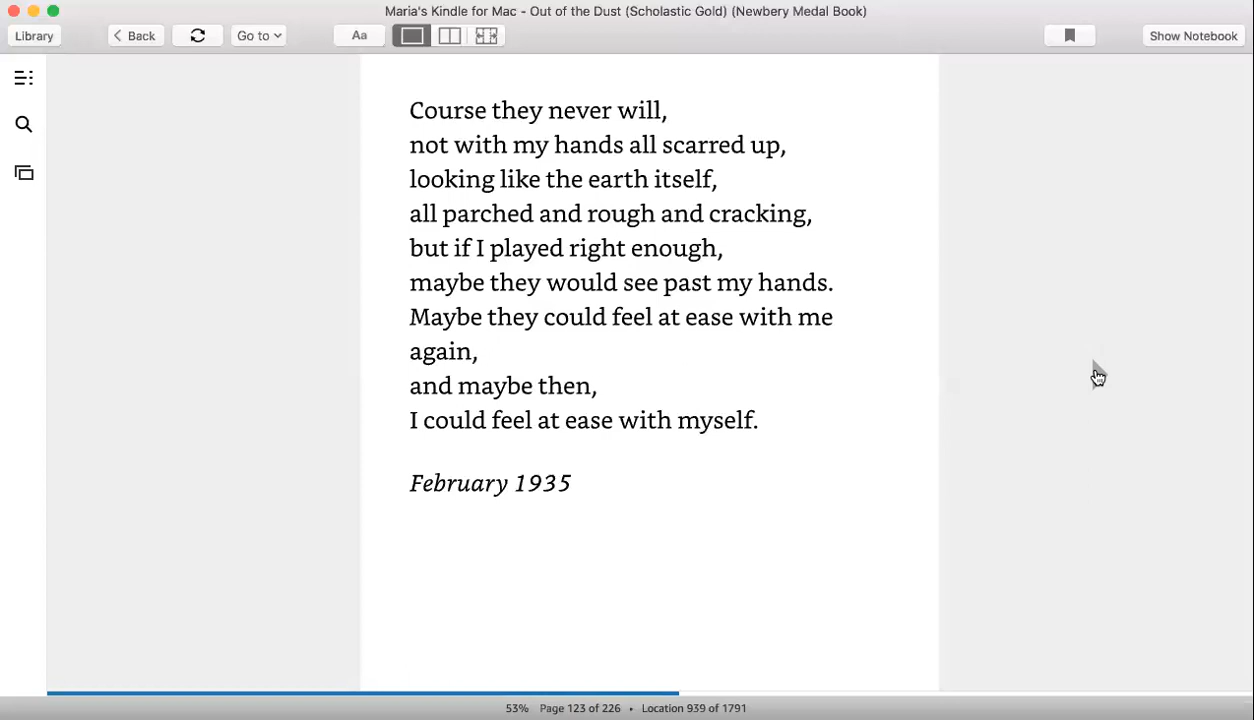 Maria's Kindle for Mac - Out of the Dust (Scholastic Gold) (Newbery Medal Book)
Library
Back
Go to
Aa
Show Notebook
Course they never will,
not with my hands all scarred up,
looking like the earth itself,
all parched and rough and cracking,
but if I played right enough,
maybe they would see past my hands.
Maybe they could feel at ease with me
again,
and maybe then,
I could feel at ease with myself.
February 1935
53% Page 123 of 226 • Location 939 of 1791